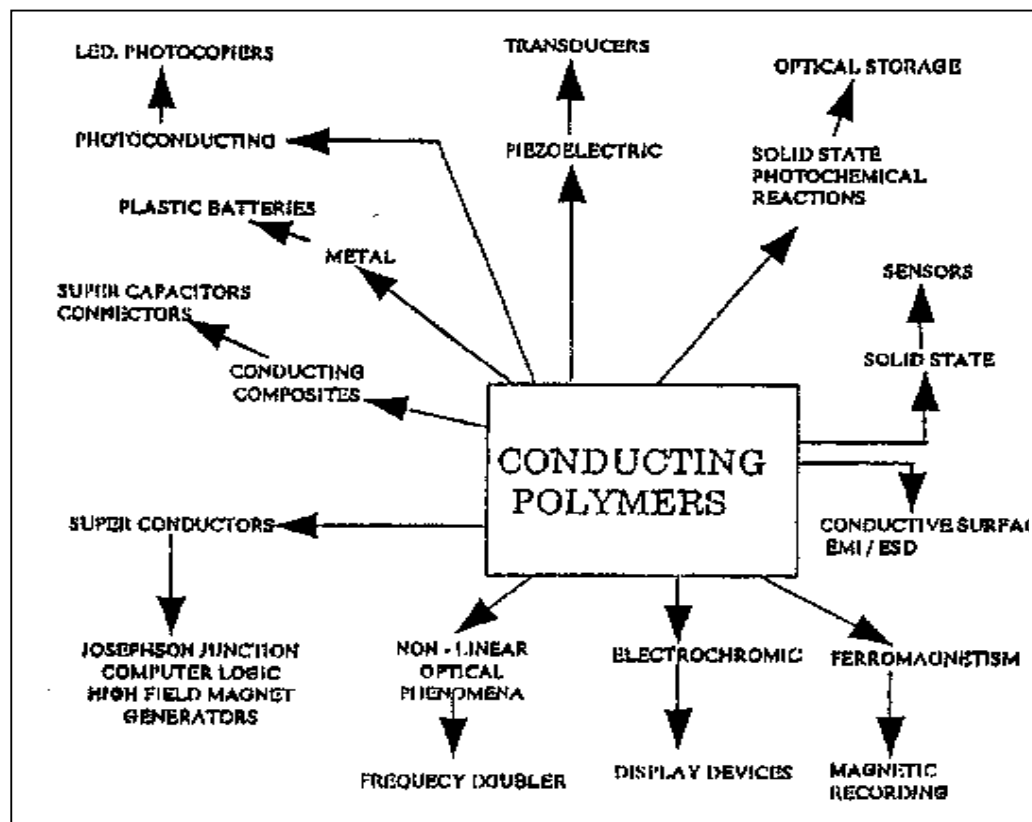 LED. PHOTOCOPIERS
TRANSDUCERS
OPTICAL STORAGE
PHOTOCONDUCTING
PIEZOELECTRIC
SOLID STATE
PHOTOCHEMICAL
REACTIONS
PLASTIC BATTERIES
METAL
SENSORS
SUPER CAPACITORS
CONNECTORS
SOLID STATE
CONDUCTING
COMPOSITES
CONDUCTING
POLYMERS
SUPER CONDUCTORS
CONDUCTIVE SURFAC
EMI / ESD
JOSEPHSON JUNCTION
COMPUTER LOGIC
HIGH FIELD MAGNET
GENERATORS
NON - LINEAR
OPTICAL
PHENOMENA
ELECTROCHROMIC
FERROMAGNETISM
FREQUECY DOUBLER
DISPLAY DEVICES
MAGNETIC
RECORDING